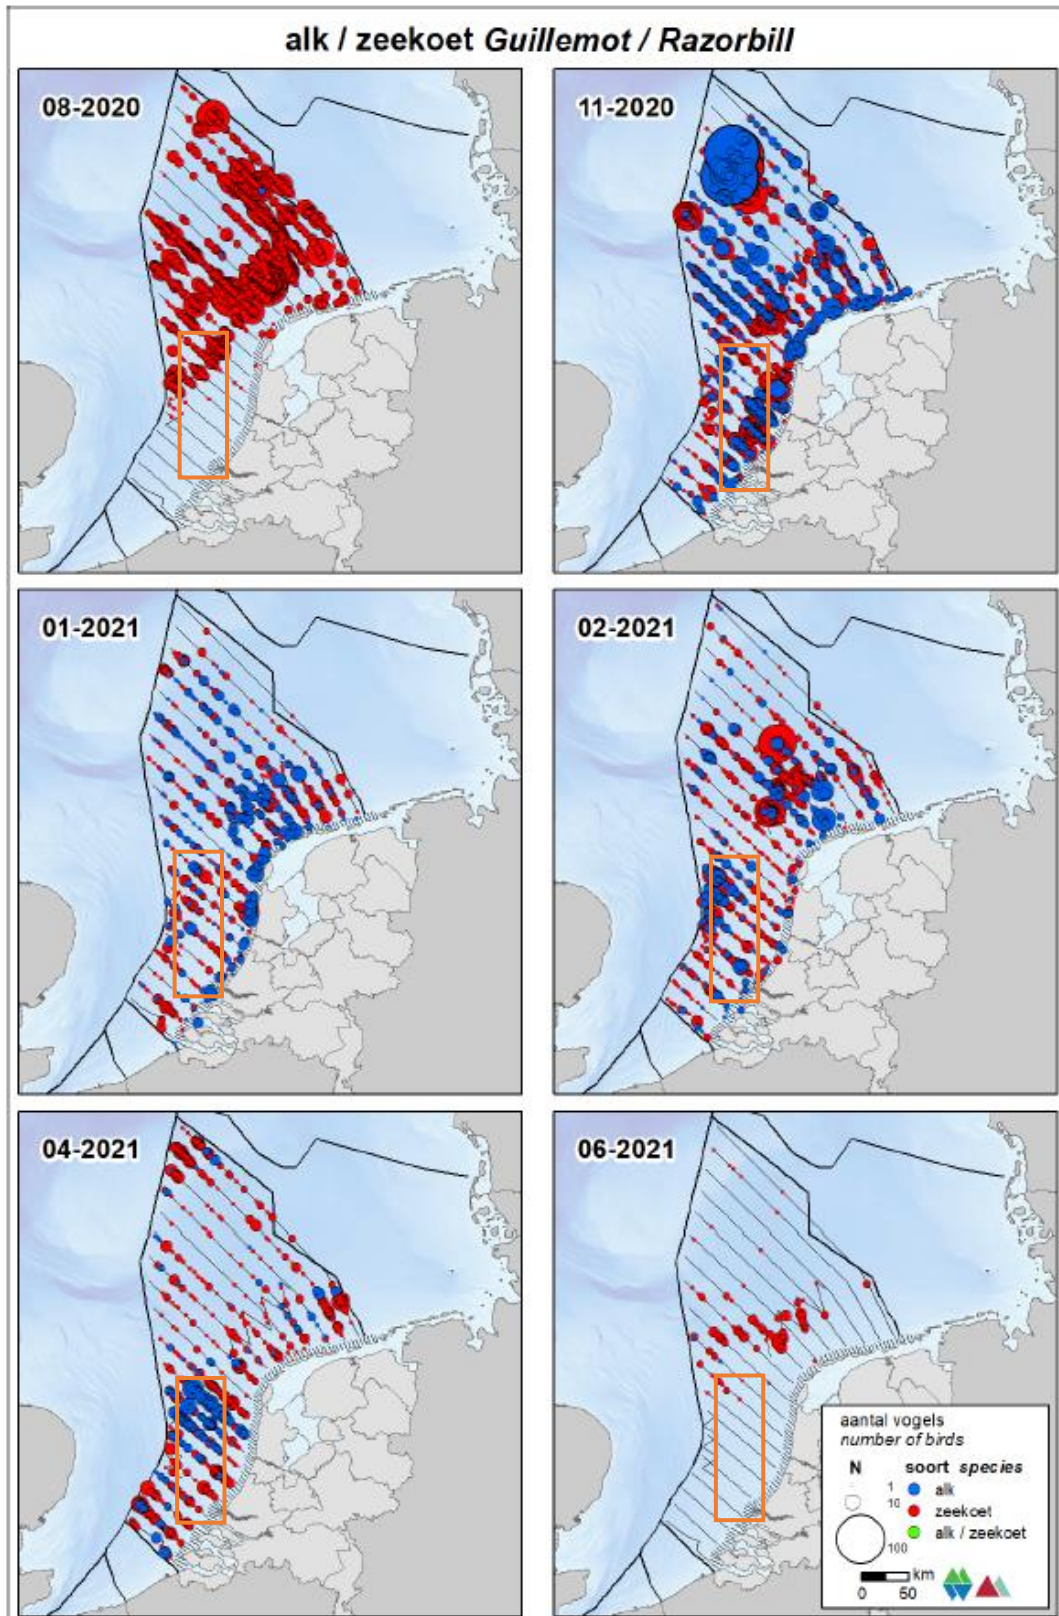 alk / zeekoet Guillemot / Razorbill
08-2020
11-2020
01-2021
02-2021
04-2021
06-2021
aantal vogels
number of birds
N soort species
1 alk
10 zeekoet
100 alk / zeekoet
km
0 50